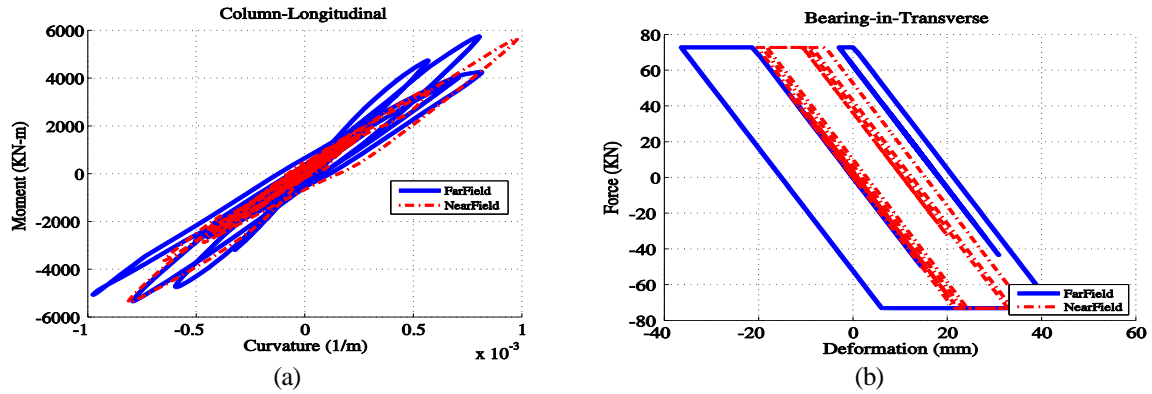 Column-Longitudinal
Moment (KN-m)
6000
4000
2000
0
-2000
-4000
-6000
-1
-0.5
0
0.5
1
x 10⁻³
Curvature (1/m)
FarField
NearField
(a)
Bearing-in-Transverse
Force (KN)
80
60
40
20
0
-20
-40
-60
-80
-40
-20
0
20
40
60
Deformation (mm)
FarField
NearField
(b)